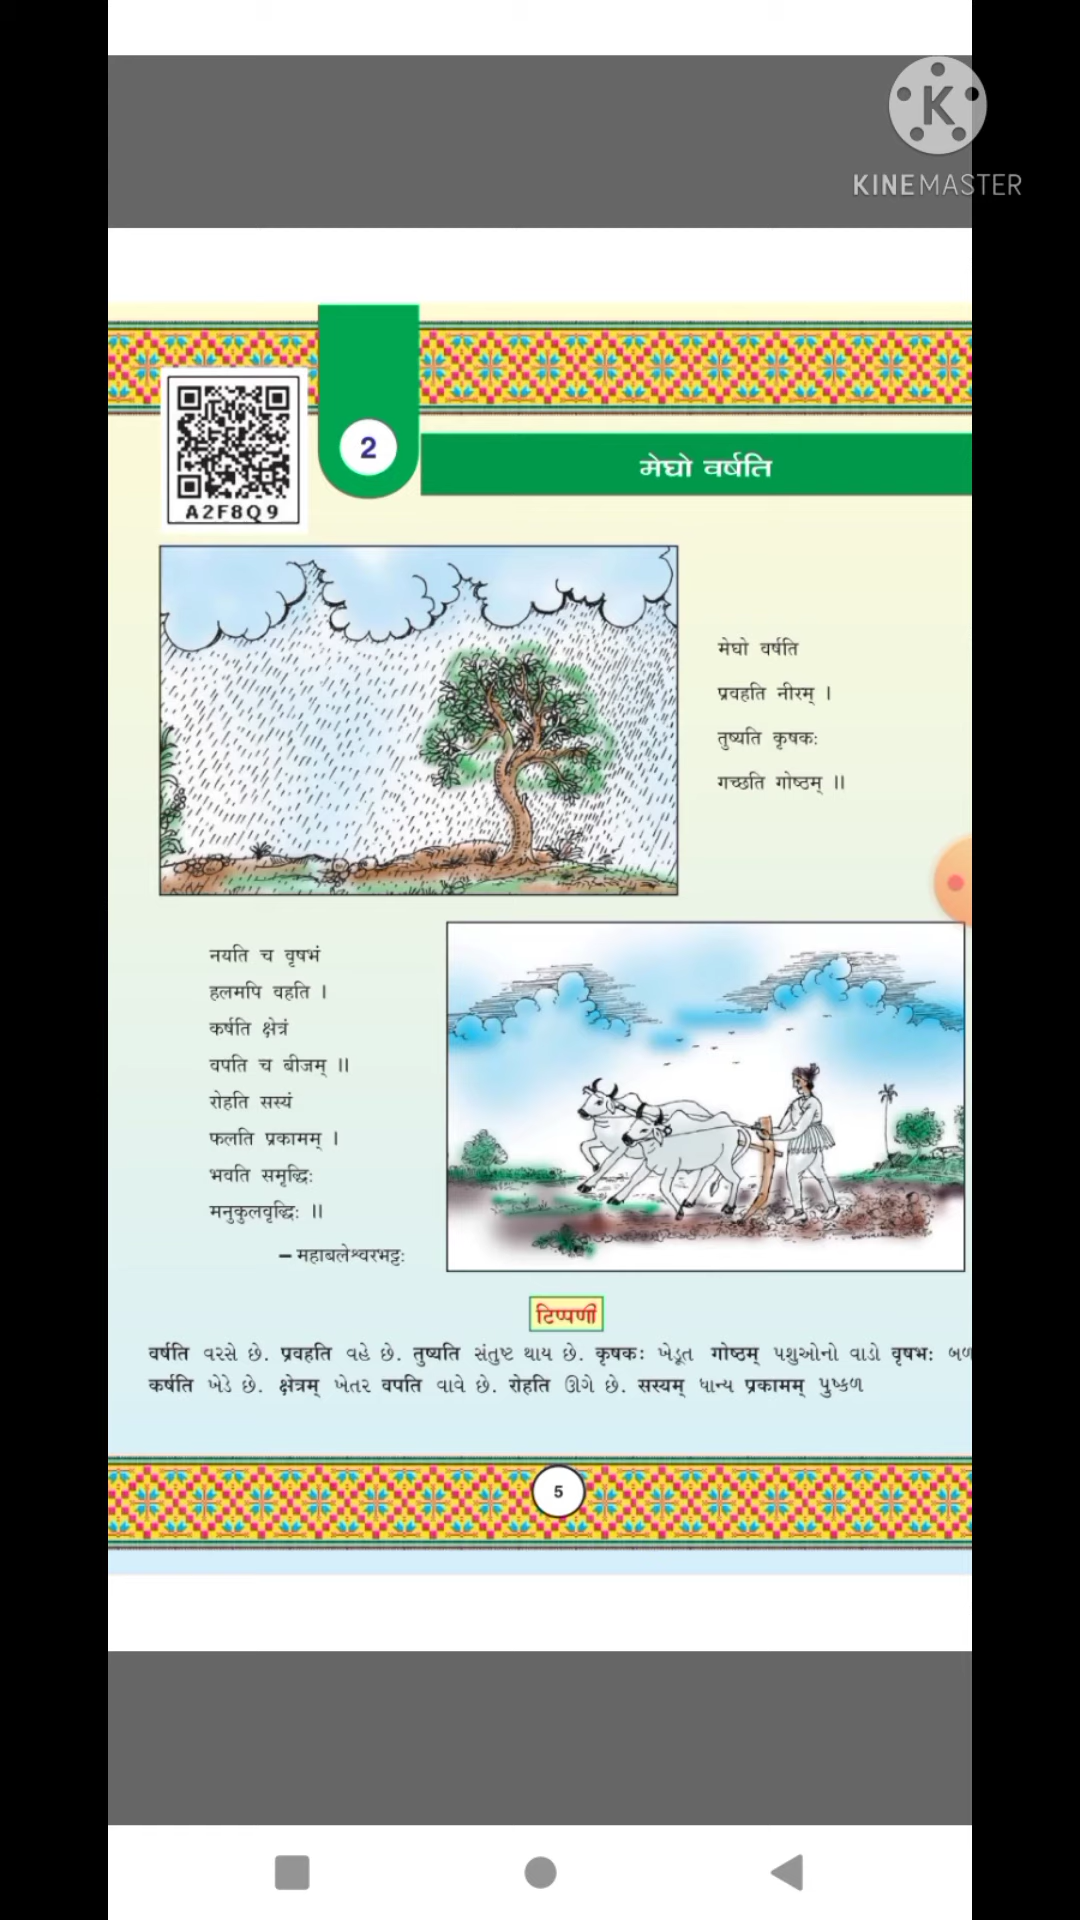 KINEMASTER
2
मेघो वर्षति
A2F8Q9
मेघो वर्षति
प्रवहति नीरम् ।
तुष्यति कृषकः
गच्छति गोष्ठम् ॥
नयति च वृषभं
हलमपि वहति ।
कर्षति क्षेत्रं
वपति च बीजम् ॥
रोहति सस्यं
फलति प्रकामम् ।
भवति समृद्धिः
मनुकुलवृद्धिः ॥
– महाबलेश्वरभट्टः
टिप्पणी
वर्षति વરસે છે. प्रवहति વહે છે. तुष्यति સંતુષ્ટ થાય છે. कृषकः ખેડૂત गोष्ठम् પશુઓનો વાડો वृषभः
कर्षति ખેડે છે. क्षेत्रम् ખેતર वपति વાવે છે. रोहति ઊગે છે. सस्यम् ધાન્ય प्रकामम् પુષ્કળ
5